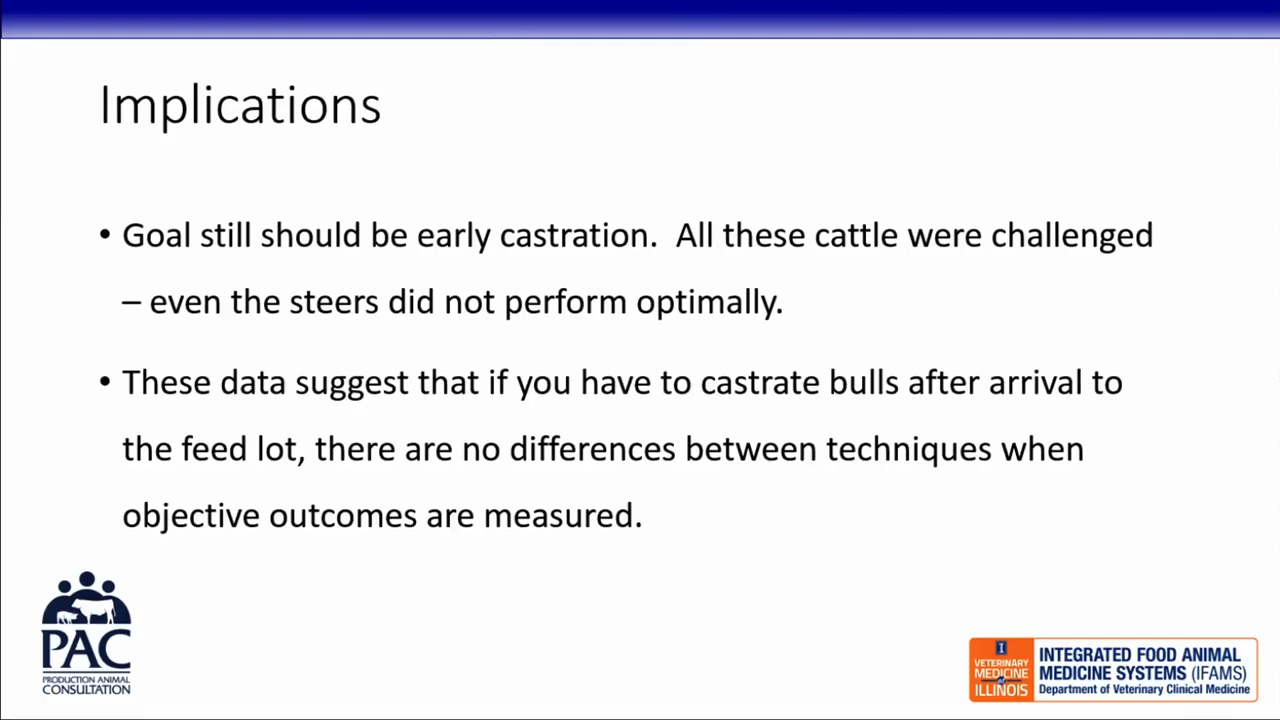 Implications
• Goal still should be early castration.  All these cattle were challenged
– even the steers did not perform optimally.
• These data suggest that if you have to castrate bulls after arrival to
the feed lot, there are no differences between techniques when
objective outcomes are measured.
PAC
PRODUCTION ANIMAL
CONSULTATION
I
VETERINARY
MEDICINE
at
ILLINOIS
INTEGRATED FOOD ANIMAL
MEDICINE SYSTEMS (IFAMS)
Department of Veterinary Clinical Medicine